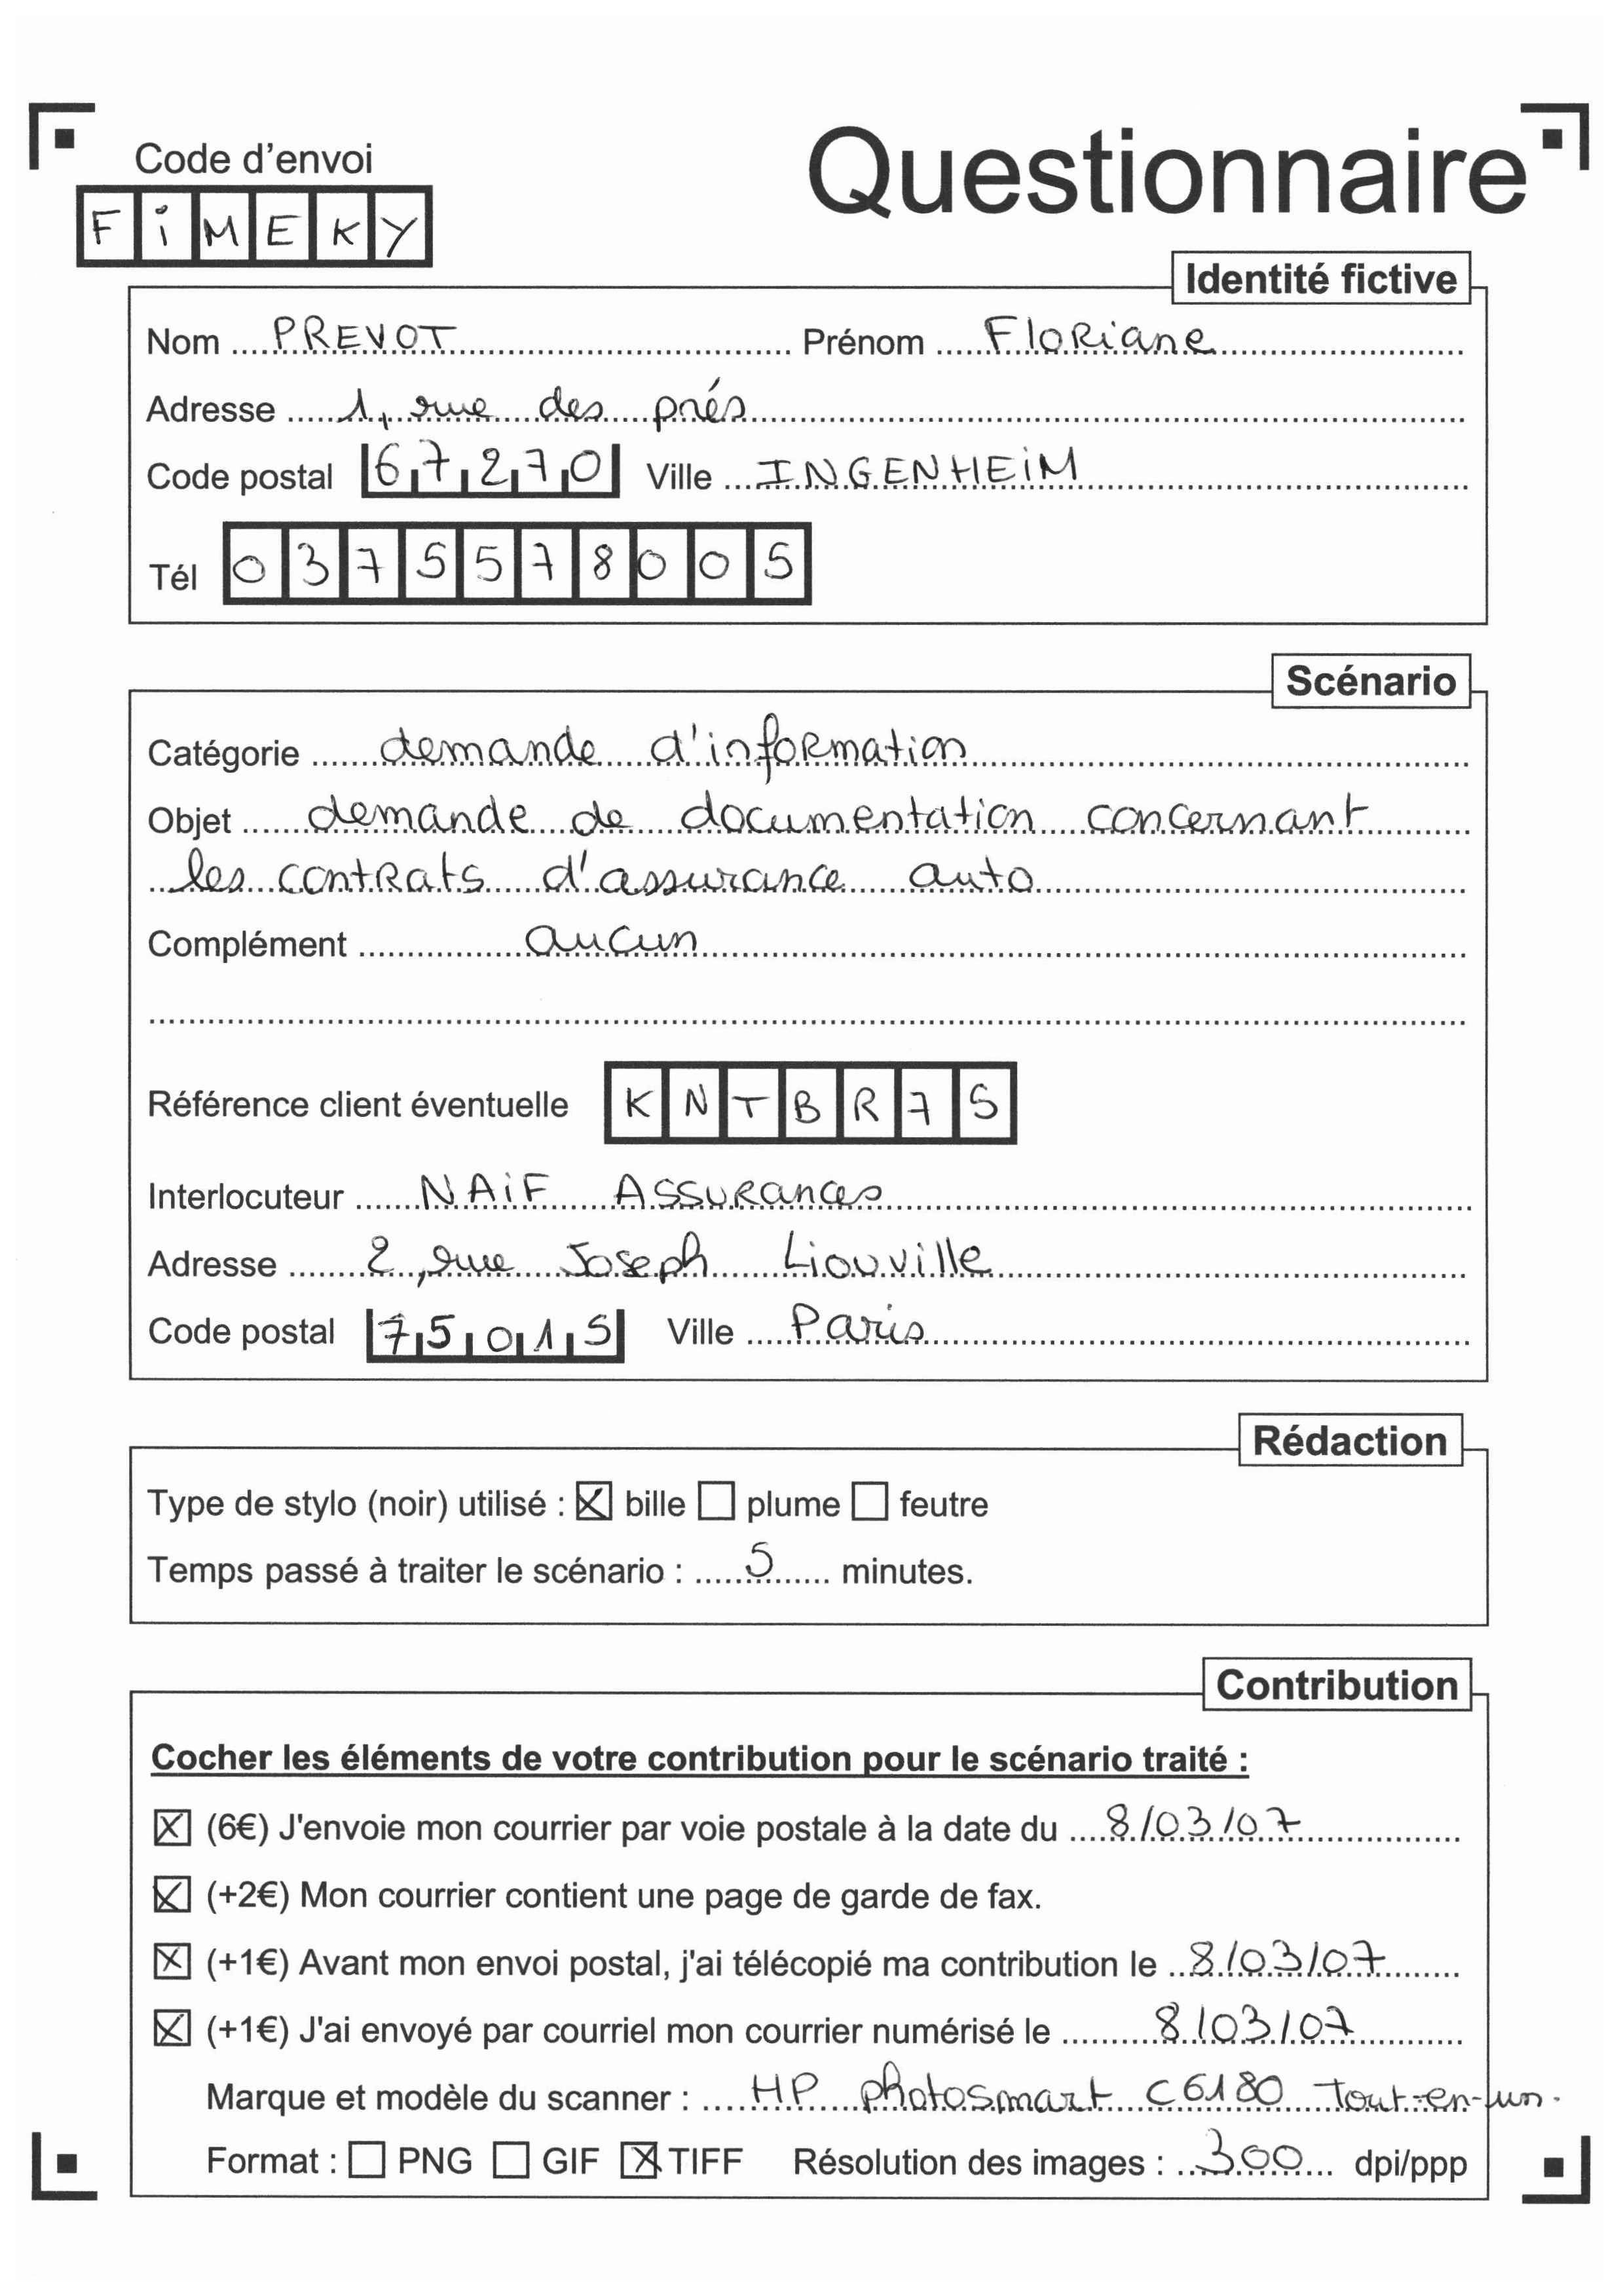 Code d'envoi
Questionnaire
FiMEKY
Identité fictive
Nom PREVOT Prénom Floriane
Adresse 1, rue des prés
Code postal 67270 Ville INGENHEiM
Tél 0375578005
Scénario
Catégorie demande d'information
Objet demande de documentation concernant
les contrats d'assurance auto
Complément aucun
Référence client éventuelle KNTBR75
Interlocuteur NAiF Assurances
Adresse 2, rue Joseph Liouville
Code postal 75015 Ville Paris
Rédaction
Type de stylo (noir) utilisé : ☒ bille ☐ plume ☐ feutre
Temps passé à traiter le scénario : 5 minutes.
Contribution
Cocher les éléments de votre contribution pour le scénario traité :
☒ (6€) J'envoie mon courrier par voie postale à la date du 8/03/07
☒ (+2€) Mon courrier contient une page de garde de fax.
☒ (+1€) Avant mon envoi postal, j'ai télécopié ma contribution le 8/03/07
☒ (+1€) J'ai envoyé par courriel mon courrier numérisé le 8/03/07
Marque et modèle du scanner : HP photosmart C6180 Tout-en-un.
Format : ☐ PNG ☐ GIF ☒ TIFF Résolution des images : 300 dpi/ppp